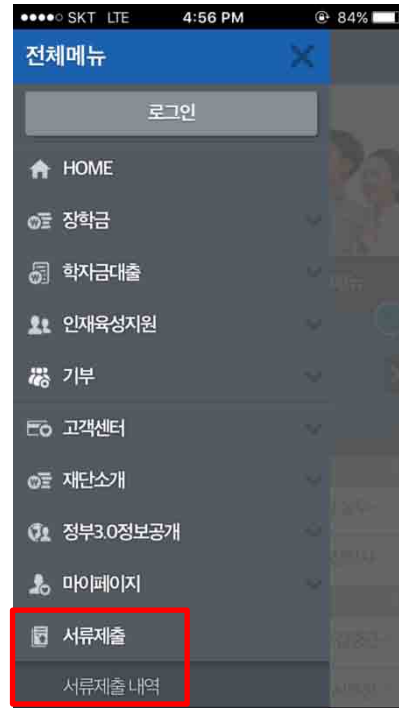 SKT LTE 4:56 PM 84%
전체메뉴
로그인
HOME
장학금
학자금대출
인재육성지원
기부
고객센터
재단소개
정부3.0정보공개
마이페이지
서류제출
서류제출 내역